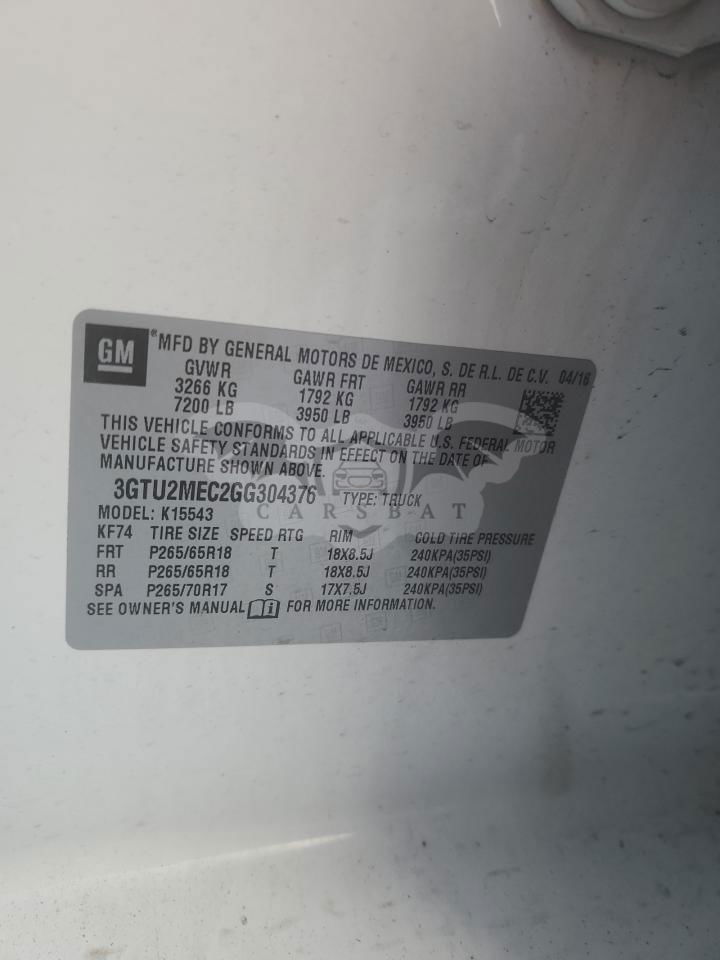 GM
®MFD BY GENERAL MOTORS DE MEXICO, S. DE R.L. DE C.V. 04/16
GVWR GAWR FRT GAWR RR
3266 KG 1792 KG 1792 KG
7200 LB 3950 LB 3950 LB
THIS VEHICLE CONFORMS TO ALL APPLICABLE U.S. FEDERAL MOTOR
VEHICLE SAFETY STANDARDS IN EFFECT ON THE DATE OF
MANUFACTURE SHOWN ABOVE.
3GTU2MEC2GG304376 TYPE: TRUCK
CARSBAT
MODEL: K15543
KF74 TIRE SIZE SPEED RTG RIM COLD TIRE PRESSURE
FRT P265/65R18 T 18X8.5J 240KPA(35PSI)
RR P265/65R18 T 18X8.5J 240KPA(35PSI)
SPA P265/70R17 S 17X7.5J 240KPA(35PSI)
SEE OWNER'S MANUAL FOR MORE INFORMATION.